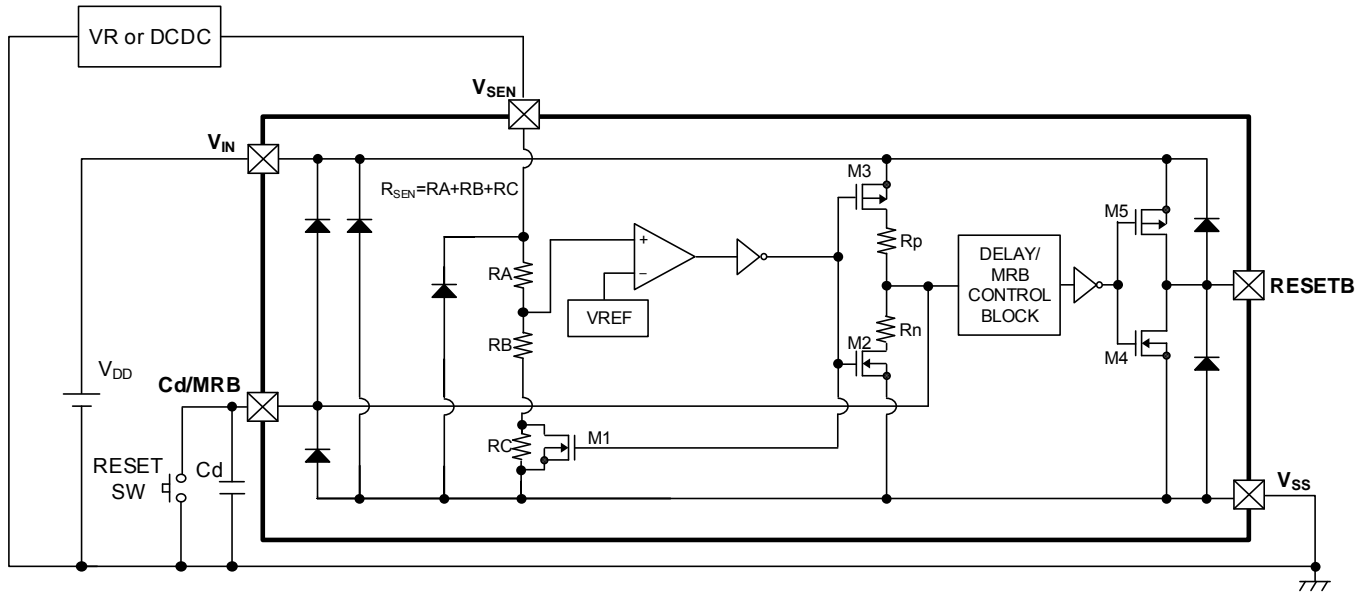 VR or DCDC
VSEN
VIN
RSEN=RA+RB+RC
M3
M5
RA
+
−
Rp
DELAY/
MRB
CONTROL
BLOCK
RESETB
VREF
RB
Rn
M2
M4
VDD
Cd/MRB
RC
M1
RESET
SW
Cd
VSS